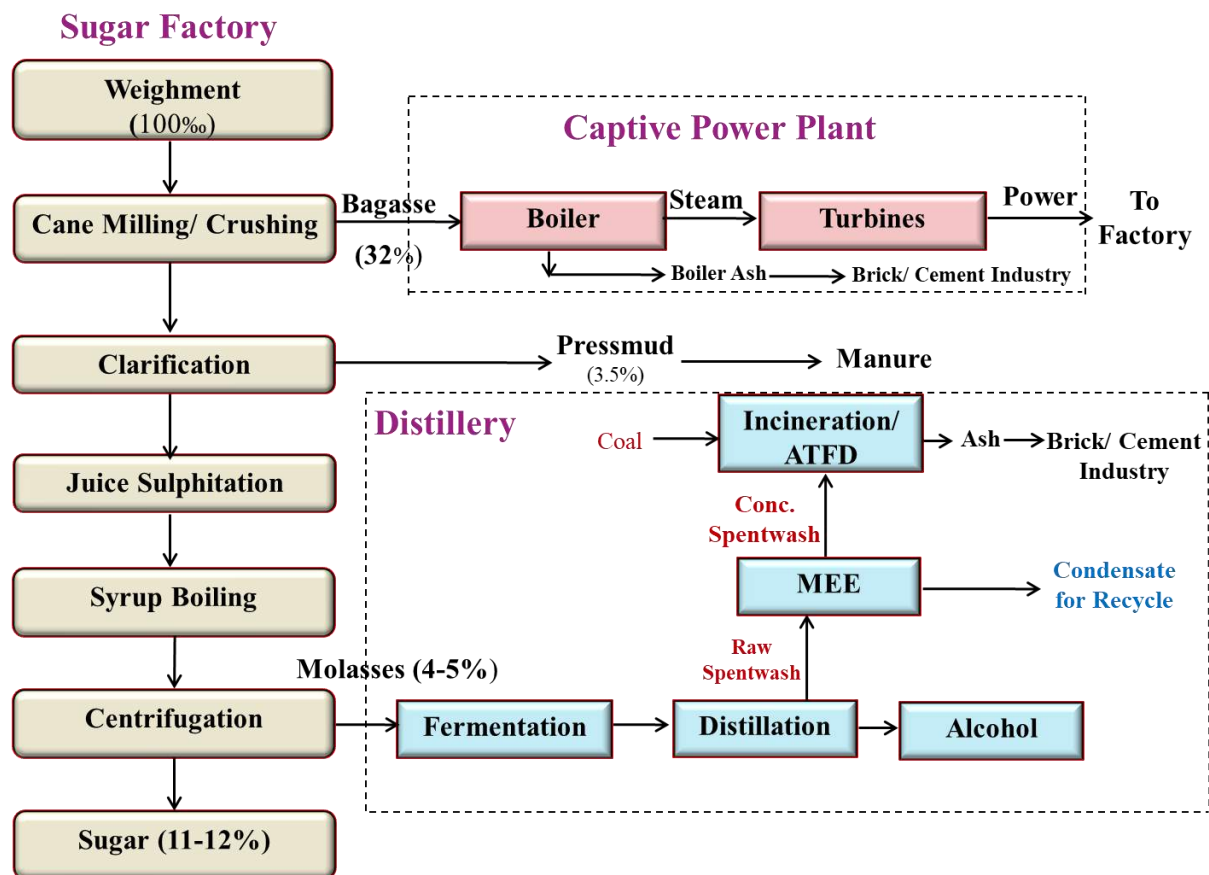 Sugar Factory
Weighment
(100‰)
Captive Power Plant
Cane Milling/ Crushing
Bagasse
(32%)
Boiler
Steam
Turbines
Power
To
Factory
Boiler Ash
Brick/ Cement Industry
Clarification
Pressmud
(3.5%)
Manure
Distillery
Coal
Incineration/
ATFD
Ash
Brick/ Cement
Industry
Juice Sulphitation
Conc.
Spentwash
Syrup Boiling
MEE
Condensate
for Recycle
Raw
Spentwash
Molasses (4-5%)
Centrifugation
Fermentation
Distillation
Alcohol
Sugar (11-12%)